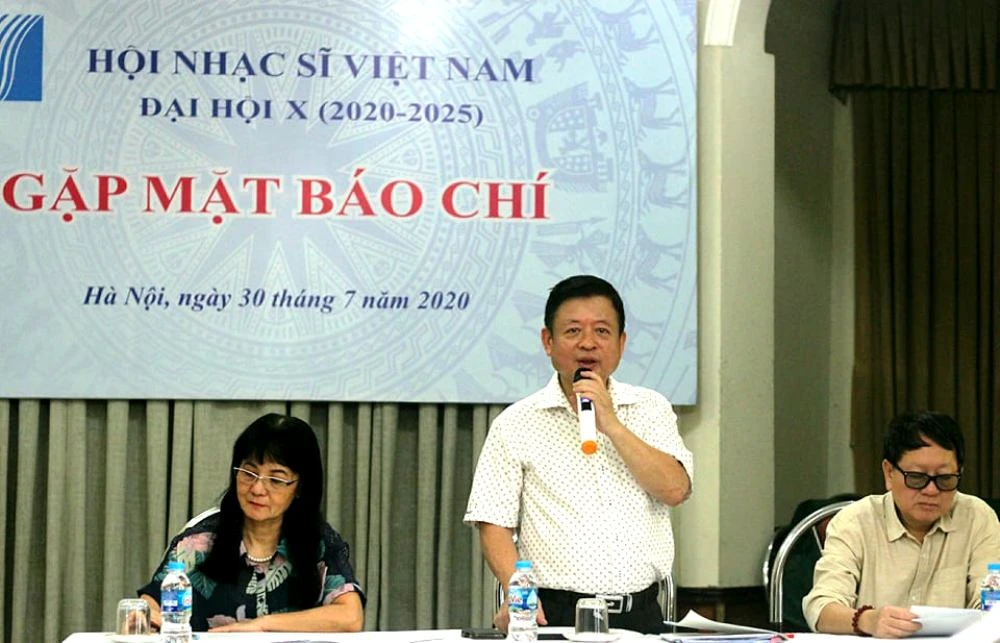 HỘI NHẠC SĨ VIỆT NAM
ĐẠI HỘI X (2020-2025)
GẶP MẶT BÁO CHÍ
Hà Nội, ngày 30 tháng 7 năm 2020